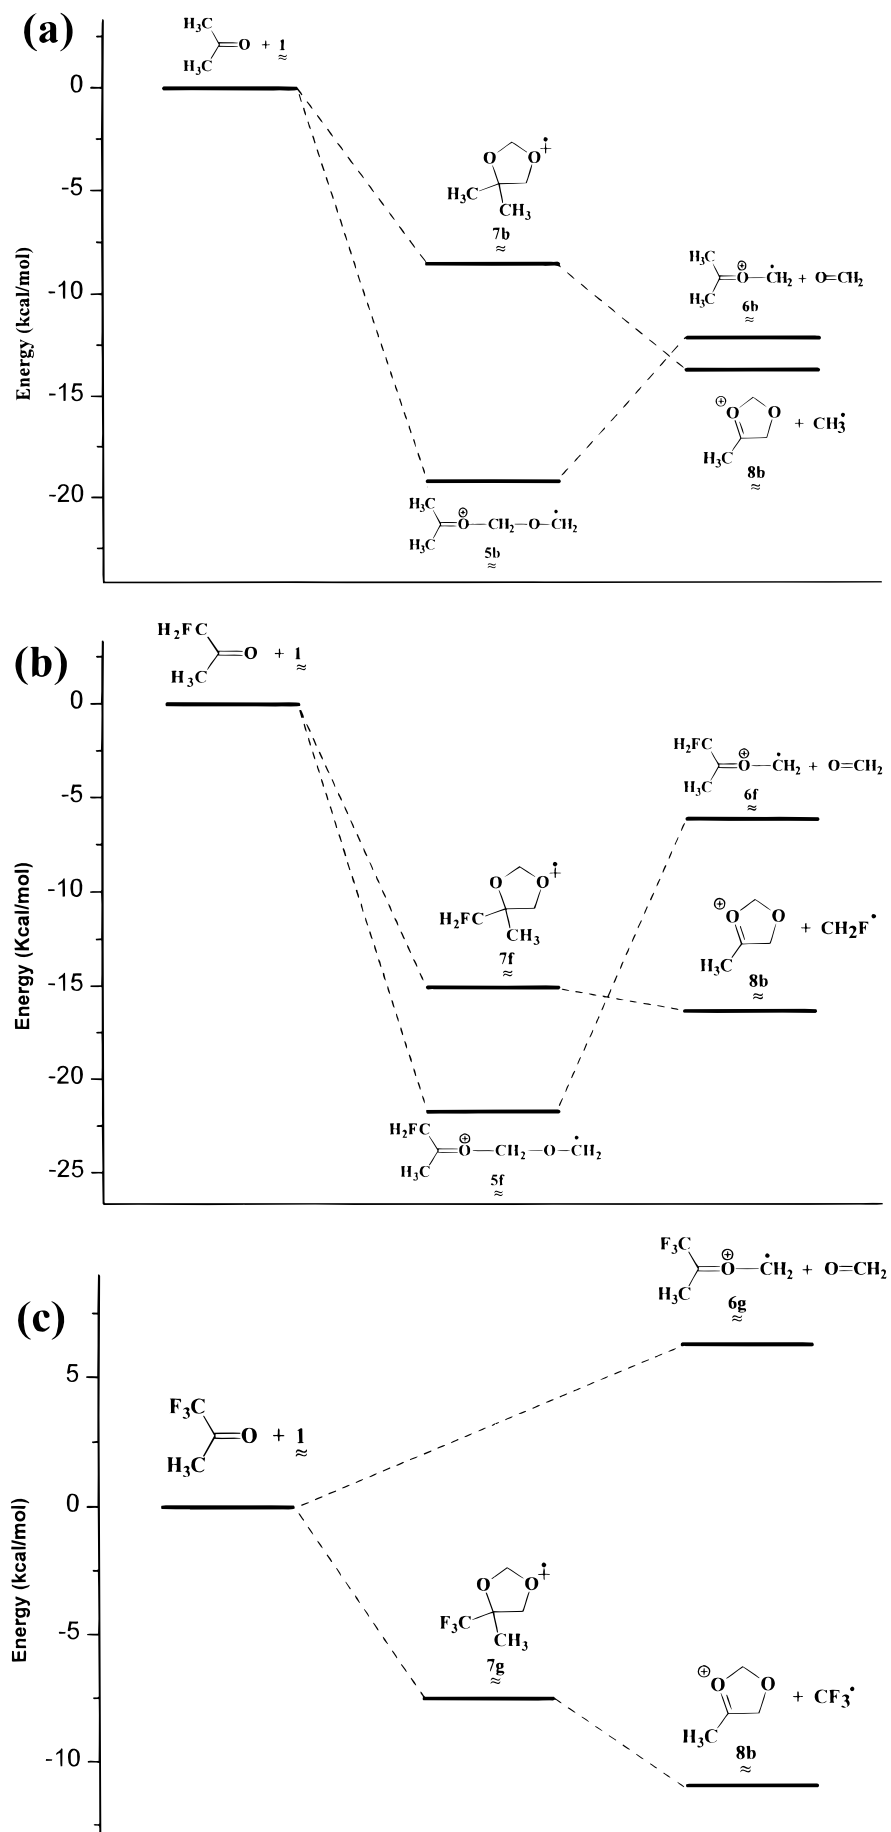 (a)
H3C
H3C
O + 1
≈
0
-5
-10
-15
-20
Energy (kcal/mol)
O O
H3C
CH3
7b
≈
H3C
H3C
O—CH2 + O=CH2
6b
≈
O O + CH3
H3C
8b
≈
H3C
H3C
O—CH2—O—CH2
5b
≈
(b)
H2FC
H3C
O + 1
≈
0
-5
-10
-15
-20
-25
Energy (Kcal/mol)
H2FC
H3C
O—CH2 + O=CH2
6f
≈
O O
H2FC
CH3
7f
≈
O O + CH2F
H3C
8b
≈
H2FC
H3C
O—CH2—O—CH2
5f
≈
(c)
F3C
H3C
O—CH2 + O=CH2
6g
≈
5
0
-5
-10
Energy (kcal/mol)
F3C
H3C
O + 1
≈
O O
F3C
CH3
7g
≈
O O + CF3
H3C
8b
≈